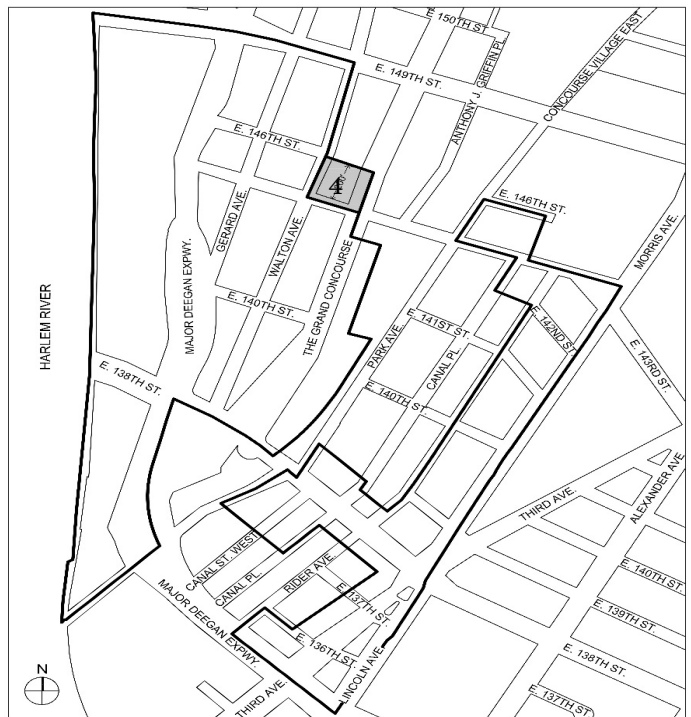 150TH ST
E. 149TH ST.
ANTHONY J. GRIFFIN PL.
CONCOURSE VILLAGE EAST
E. 146TH ST.
4
E. 146TH ST.
GERARD AVE.
WALTON AVE.
MORRIS AVE.
MAJOR DEEGAN EXPWY.
THE GRAND CONCOURSE
HARLEM RIVER
E. 140TH ST.
E. 141ST ST.
E. 142ND ST.
E. 143RD ST.
PARK AVE.
CANAL PL.
E. 138TH ST.
E. 140TH ST.
THIRD AVE.
ALEXANDER AVE.
CANAL ST. WEST
CANAL PL.
RIDER AVE.
E. 137TH ST.
E. 140TH ST.
E. 139TH ST.
MAJOR DEEGAN EXPWY.
E. 136TH ST.
E. 138TH ST.
LINCOLN AVE.
E. 137TH ST.
THIRD AVE.
N